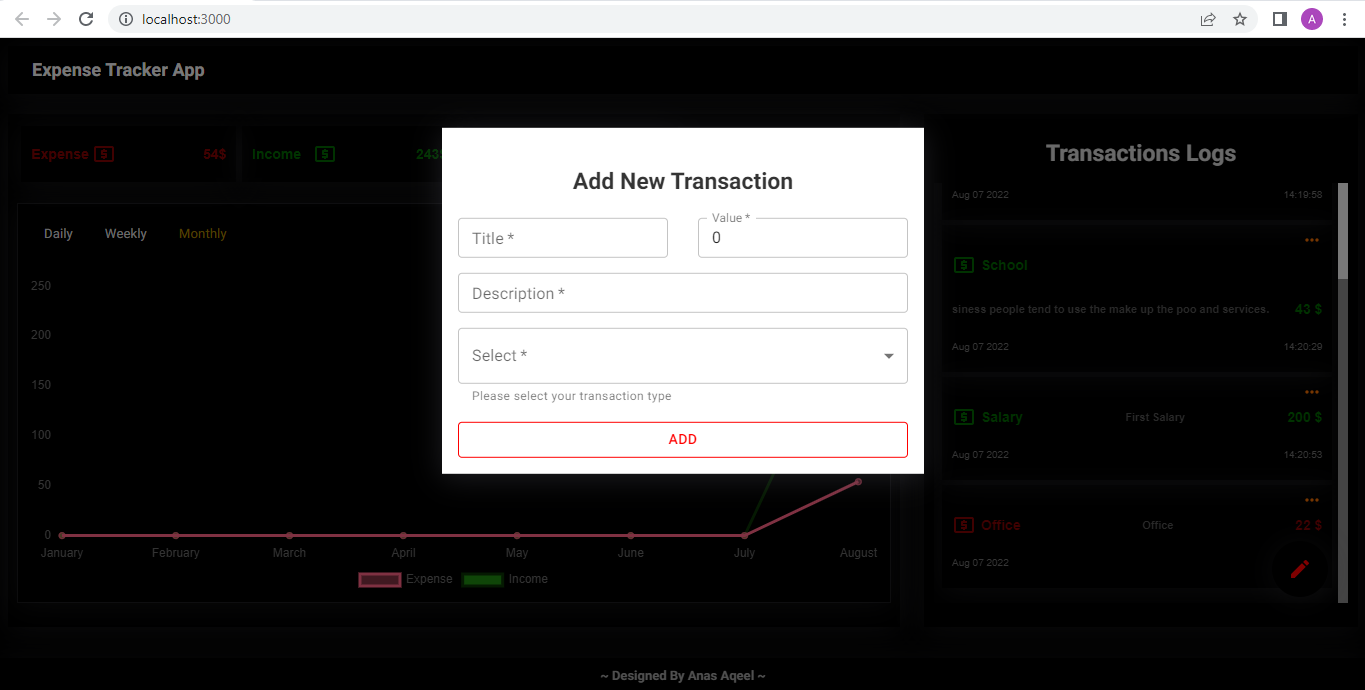 localhost:3000
A
Expense Tracker App
Expense $ 54$
Income $ 243
Daily Weekly Monthly
250
200
150
100
50
0
January February March April May June July August
Expense Income
Add New Transaction
Title *
Value *
0
Description *
Select *
Please select your transaction type
ADD
Transactions Logs
Aug 07 2022 14:19:58
$ School
siness people tend to use the make up the poo and services. 43 $
Aug 07 2022 14:20:29
$ Salary First Salary 200 $
Aug 07 2022 14:20:53
$ Office Office 22 $
Aug 07 2022
~ Designed By Anas Aqeel ~